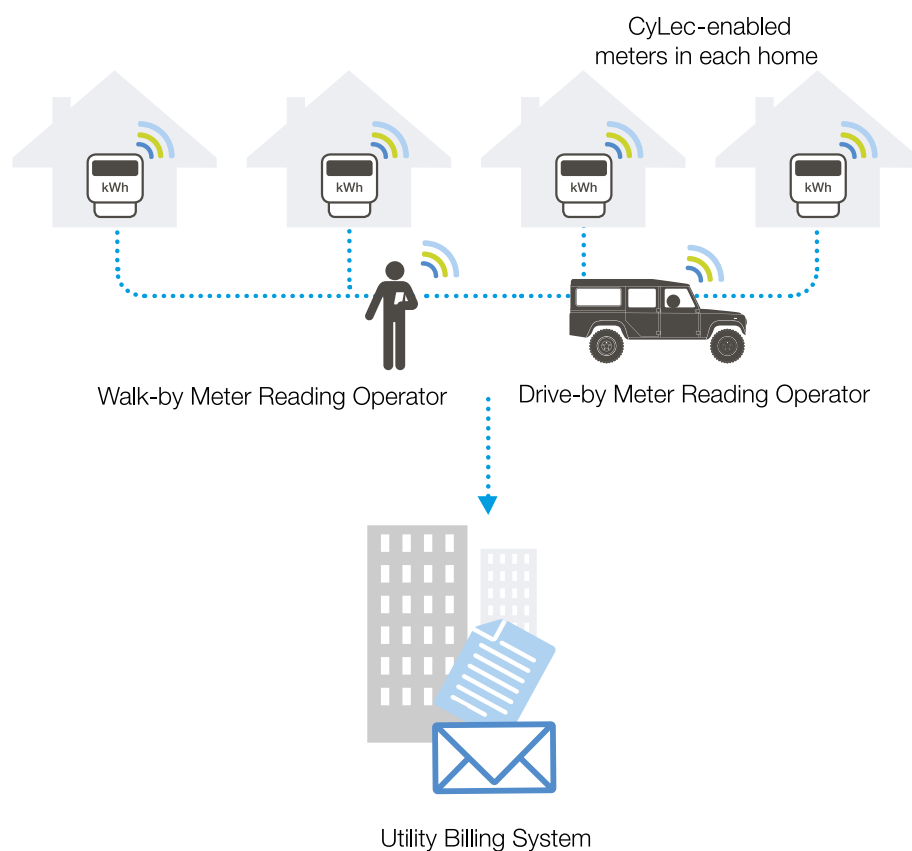 CyLec-enabled
meters in each home
kWh
kWh
kWh
kWh
Walk-by Meter Reading Operator
Drive-by Meter Reading Operator
Utility Billing System